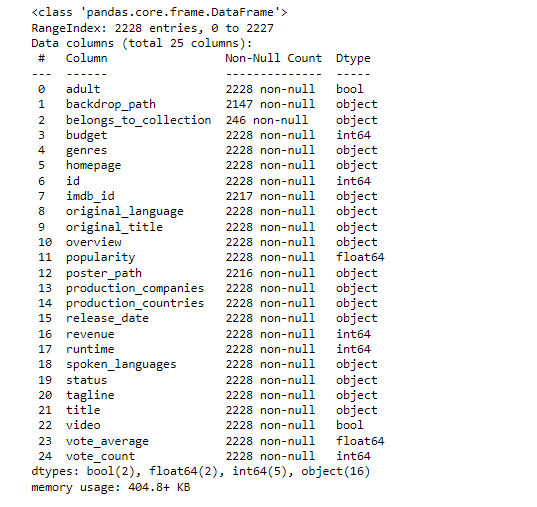 <class 'pandas.core.frame.DataFrame'>
RangeIndex: 2228 entries, 0 to 2227
Data columns (total 25 columns):
 #   Column                 Non-Null Count  Dtype
---  ------                 --------------  -----
 0   adult                  2228 non-null   bool
 1   backdrop_path          2147 non-null   object
 2   belongs_to_collection  246 non-null    object
 3   budget                 2228 non-null   int64
 4   genres                 2228 non-null   object
 5   homepage               2228 non-null   object
 6   id                     2228 non-null   int64
 7   imdb_id                2217 non-null   object
 8   original_language      2228 non-null   object
 9   original_title         2228 non-null   object
 10  overview               2228 non-null   object
 11  popularity             2228 non-null   float64
 12  poster_path            2216 non-null   object
 13  production_companies   2228 non-null   object
 14  production_countries   2228 non-null   object
 15  release_date           2228 non-null   object
 16  revenue                2228 non-null   int64
 17  runtime                2228 non-null   int64
 18  spoken_languages       2228 non-null   object
 19  status                 2228 non-null   object
 20  tagline                2228 non-null   object
 21  title                  2228 non-null   object
 22  video                  2228 non-null   bool
 23  vote_average           2228 non-null   float64
 24  vote_count             2228 non-null   int64
dtypes: bool(2), float64(2), int64(5), object(16)
memory usage: 404.8+ KB